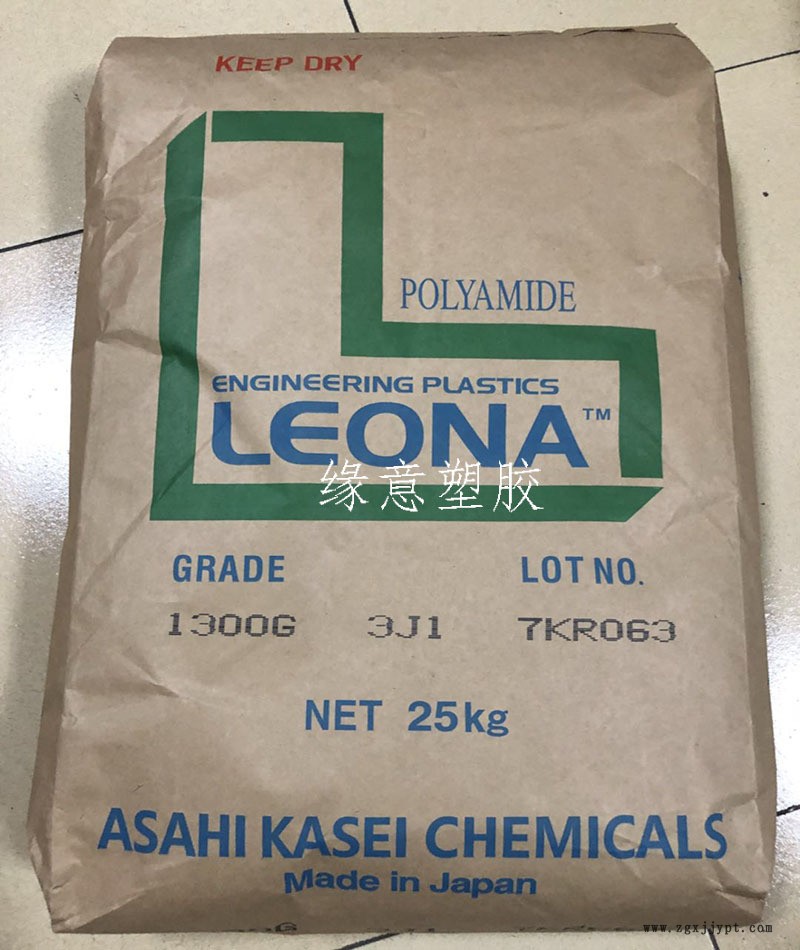 KEEP DRY
POLYAMIDE
ENGINEERING PLASTICS
LEONA™
缘意塑胶
GRADE LOT NO.
1300G 3J1 7KR063
NET 25kg
ASAHI KASEI CHEMICALS
Made in Japan
www.zgxjjypt.com